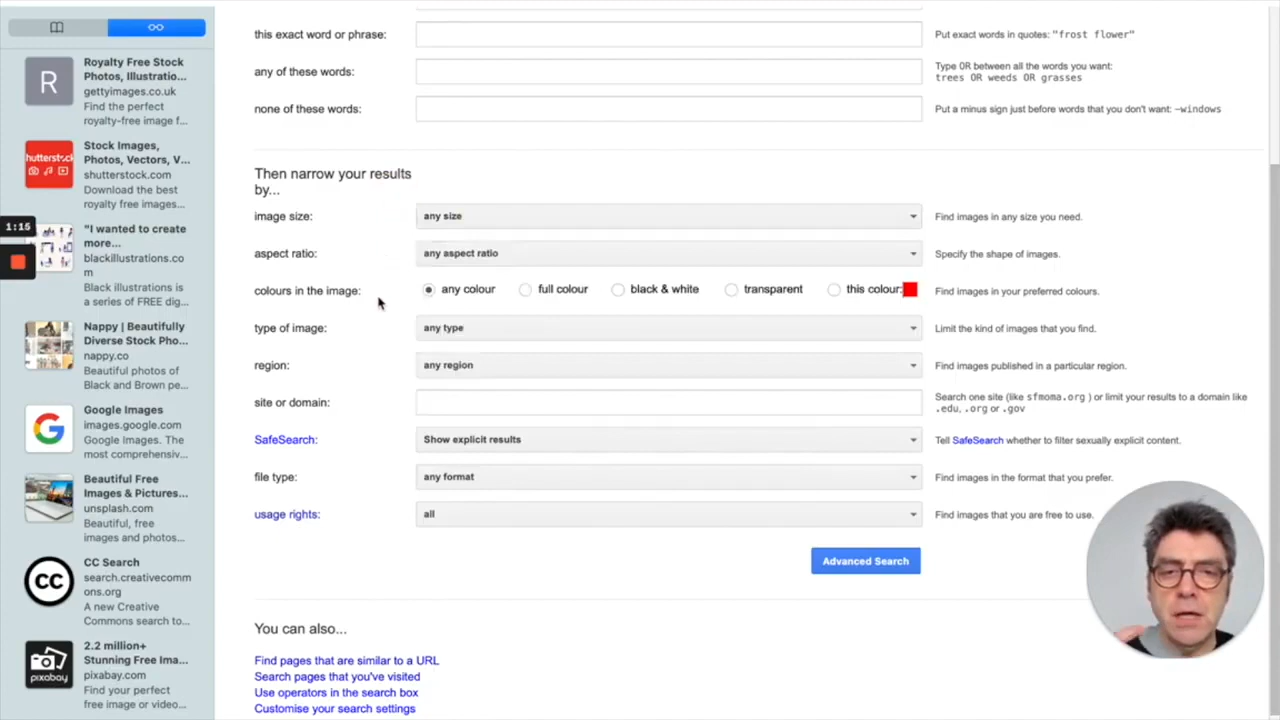 R
Royalty Free Stock
Photos, Illustratio...
gettyimages.co.uk
Find the perfect
royalty-free image f...
hutterstock
Stock Images,
Photos, Vectors, V...
shutterstock.com
Download the best
royalty free images...
1:16
"I wanted to create
more...
blackillustrations.co
m
Black illustrations is
a series of FREE dig...
Nappy | Beautifully
Diverse Stock Pho...
nappy.co
Beautiful photos of
Black and Brown pe...
G
Google Images
images.google.com
Google Images. The
most comprehensiv...
Beautiful Free
Images & Pictures...
unsplash.com
Beautiful, free
images and photos...
CC
CC Search
search.creativecomm
ons.org
A new Creative
Commons search to...
pixabay
2.2 million+
Stunning Free Ima...
pixabay.com
Find your perfect
free image or video...
this exact word or phrase:
Put exact words in quotes: "frost flower"
any of these words:
Type OR between all the words you want:
trees OR weeds OR grasses
none of these words:
Put a minus sign just before words that you don't want: -windows
Then narrow your results
by...
image size: any size Find images in any size you need.
aspect ratio: any aspect ratio Specify the shape of images.
colours in the image: any colour full colour black & white transparent this colour: Find images in your preferred colours.
type of image: any type Limit the kind of images that you find.
region: any region Find images published in a particular region.
site or domain:
Search one site (like sfmoma.org ) or limit your results to a domain like
.edu, .org or .gov
SafeSearch: Show explicit results Tell SafeSearch whether to filter sexually explicit content.
file type: any format Find images in the format that you prefer.
usage rights: all Find images that you are free to use.
Advanced Search
You can also...
Find pages that are similar to a URL
Search pages that you've visited
Use operators in the search box
Customise your search settings